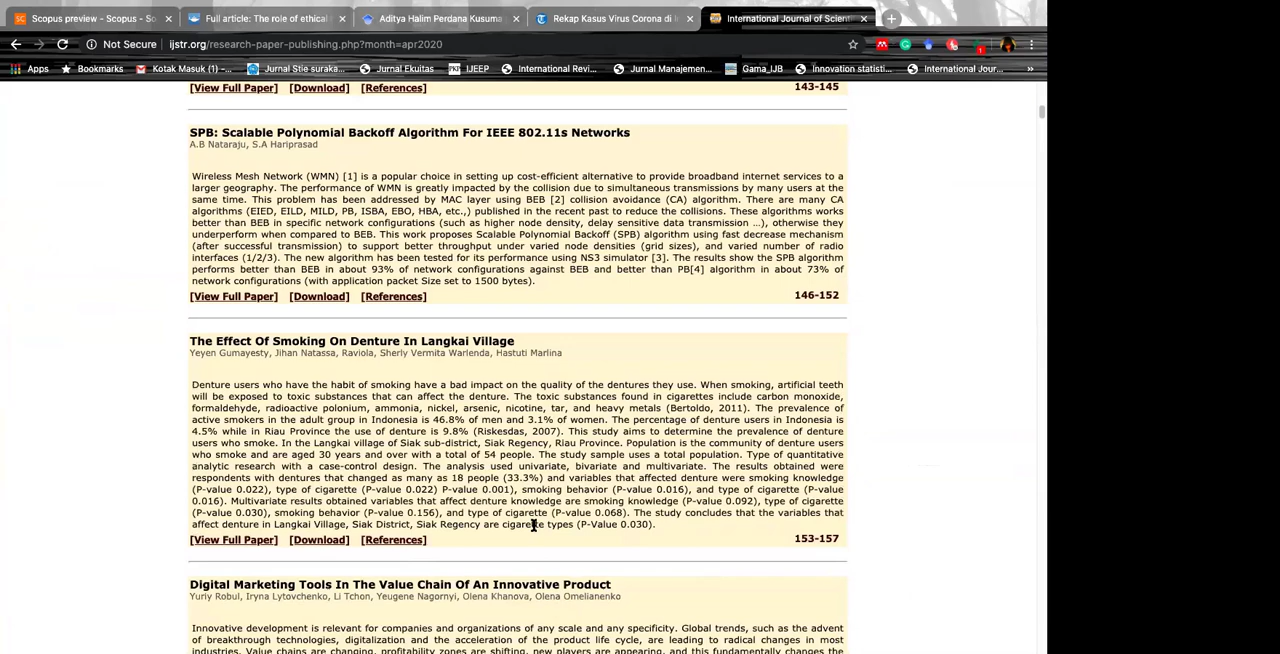 Scopus preview - Scopus - So
Full article: The role of ethical
Aditya Halim Perdana Kusuma
Rekap Kasus Virus Corona di I
International Journal of Scient
Not Secure | ijstr.org/research-paper-publishing.php?month=apr2020
Apps Bookmarks Kotak Masuk (1) -... Jurnal Stie suraka... Jurnal Ekuitas IJEEP International Revi... Jurnal Manajemen... Gama_IJB Innovation statisti... International Jour... »
[View Full Paper] [Download] [References] 143-145
SPB: Scalable Polynomial Backoff Algorithm For IEEE 802.11s Networks
A.B Nataraju, S.A Hariprasad
Wireless Mesh Network (WMN) [1] is a popular choice in setting up cost-efficient alternative to provide broadband internet services to a
larger geography. The performance of WMN is greatly impacted by the collision due to simultaneous transmissions by many users at the
same time. This problem has been addressed by MAC layer using BEB [2] collision avoidance (CA) algorithm. There are many CA
algorithms (EIED, EILD, MILD, PB, ISBA, EBO, HBA, etc.,) published in the recent past to reduce the collisions. These algorithms works
better than BEB in specific network configurations (such as higher node density, delay sensitive data transmission ...), otherwise they
underperform when compared to BEB. This work proposes Scalable Polynomial Backoff (SPB) algorithm using fast decrease mechanism
(after successful transmission) to support better throughput under varied node densities (grid sizes), and varied number of radio
interfaces (1/2/3). The new algorithm has been tested for its performance using NS3 simulator [3]. The results show the SPB algorithm
performs better than BEB in about 93% of network configurations against BEB and better than PB[4] algorithm in about 73% of
network configurations (with application packet Size set to 1500 bytes).
[View Full Paper] [Download] [References] 146-152
The Effect Of Smoking On Denture In Langkai Village
Yeyen Gumayesty, Jihan Natassa, Raviola, Sherly Vermita Warlenda, Hastuti Marlina
Denture users who have the habit of smoking have a bad impact on the quality of the dentures they use. When smoking, artificial teeth
will be exposed to toxic substances that can affect the denture. The toxic substances found in cigarettes include carbon monoxide,
formaldehyde, radioactive polonium, ammonia, nickel, arsenic, nicotine, tar, and heavy metals (Bertoldo, 2011). The prevalence of
active smokers in the adult group in Indonesia is 46.8% of men and 3.1% of women. The percentage of denture users in Indonesia is
4.5% while in Riau Province the use of denture is 9.8% (Riskesdas, 2007). This study aims to determine the prevalence of denture
users who smoke. In the Langkai village of Siak sub-district, Siak Regency, Riau Province. Population is the community of denture users
who smoke and are aged 30 years and over with a total of 54 people. The study sample uses a total population. Type of quantitative
analytic research with a case-control design. The analysis used univariate, bivariate and multivariate. The results obtained were
respondents with dentures that changed as many as 18 people (33.3%) and variables that affected denture were smoking knowledge
(P-value 0.022), type of cigarette (P-value 0.022) P-value 0.001), smoking behavior (P-value 0.016), and type of cigarette (P-value
0.016). Multivariate results obtained variables that affect denture knowledge are smoking knowledge (P-value 0.092), type of cigarette
(P-value 0.030), smoking behavior (P-value 0.156), and type of cigarette (P-value 0.068). The study concludes that the variables that
affect denture in Langkai Village, Siak District, Siak Regency are cigarette types (P-Value 0.030).
[View Full Paper] [Download] [References] 153-157
Digital Marketing Tools In The Value Chain Of An Innovative Product
Yuriy Robul, Iryna Lytovchenko, Li Tchon, Yeugene Nagornyi, Olena Khanova, Olena Omelianenko
Innovative development is relevant for companies and organizations of any scale and any specificity. Global trends, such as the advent
of breakthrough technologies, digitalization and the acceleration of the product life cycle, are leading to radical changes in most
industries. Value chains are changing, profitability zones are shifting, new players are appearing, and this fundamentally changes the